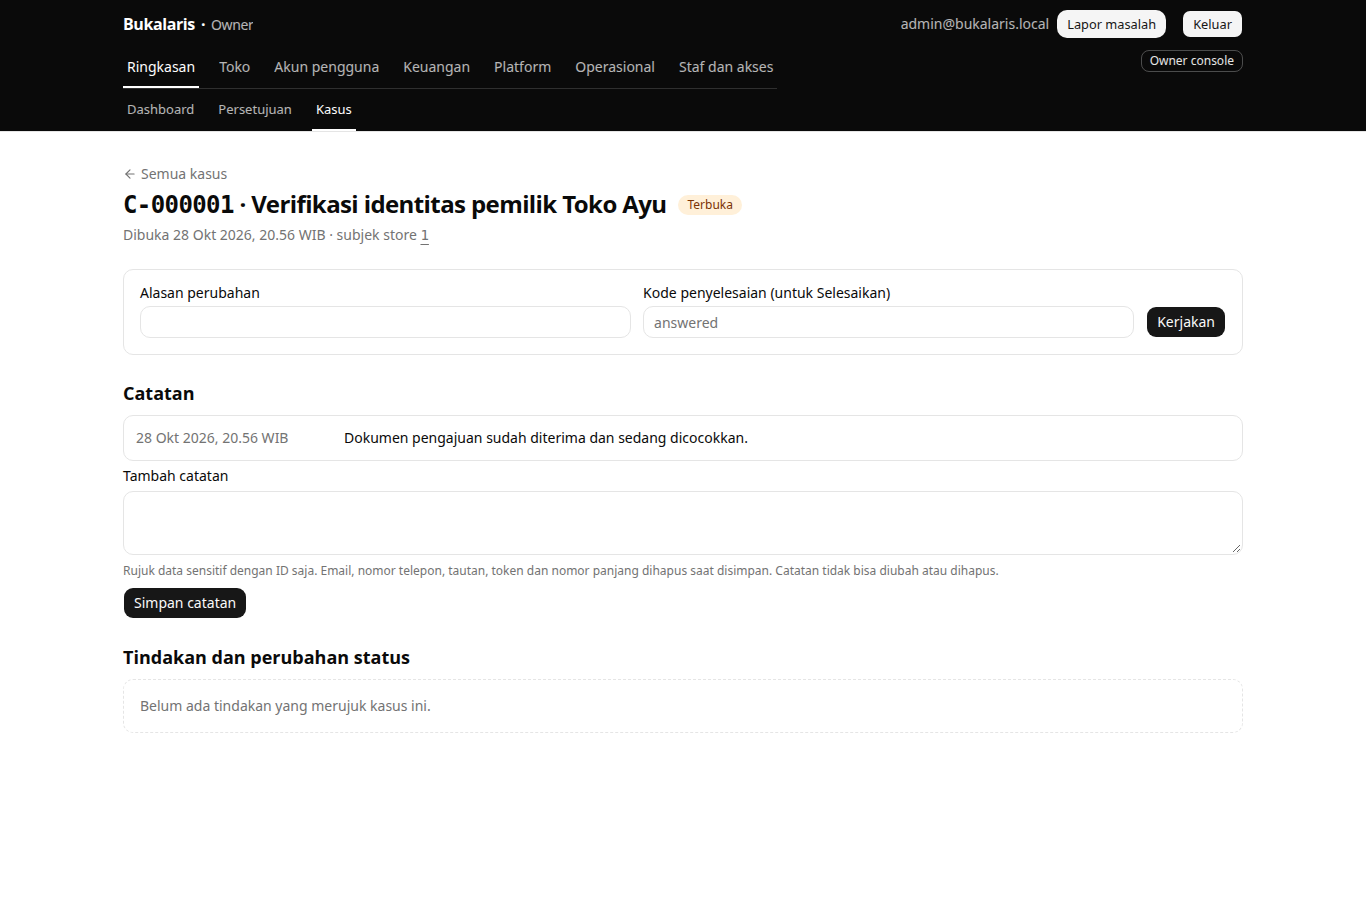 Bukalaris · Owner
admin@bukalaris.local Lapor masalah Keluar
Ringkasan Toko Akun pengguna Keuangan Platform Operasional Staf dan akses
Owner console
Dashboard Persetujuan Kasus
← Semua kasus
C-000001 · Verifikasi identitas pemilik Toko Ayu Terbuka
Dibuka 28 Okt 2026, 20.56 WIB · subjek store 1
Alasan perubahan Kode penyelesaian (untuk Selesaikan)
answered Kerjakan
Catatan
28 Okt 2026, 20.56 WIB Dokumen pengajuan sudah diterima dan sedang dicocokkan.
Tambah catatan
Rujuk data sensitif dengan ID saja. Email, nomor telepon, tautan, token dan nomor panjang dihapus saat disimpan. Catatan tidak bisa diubah atau dihapus.
Simpan catatan
Tindakan dan perubahan status
Belum ada tindakan yang merujuk kasus ini.